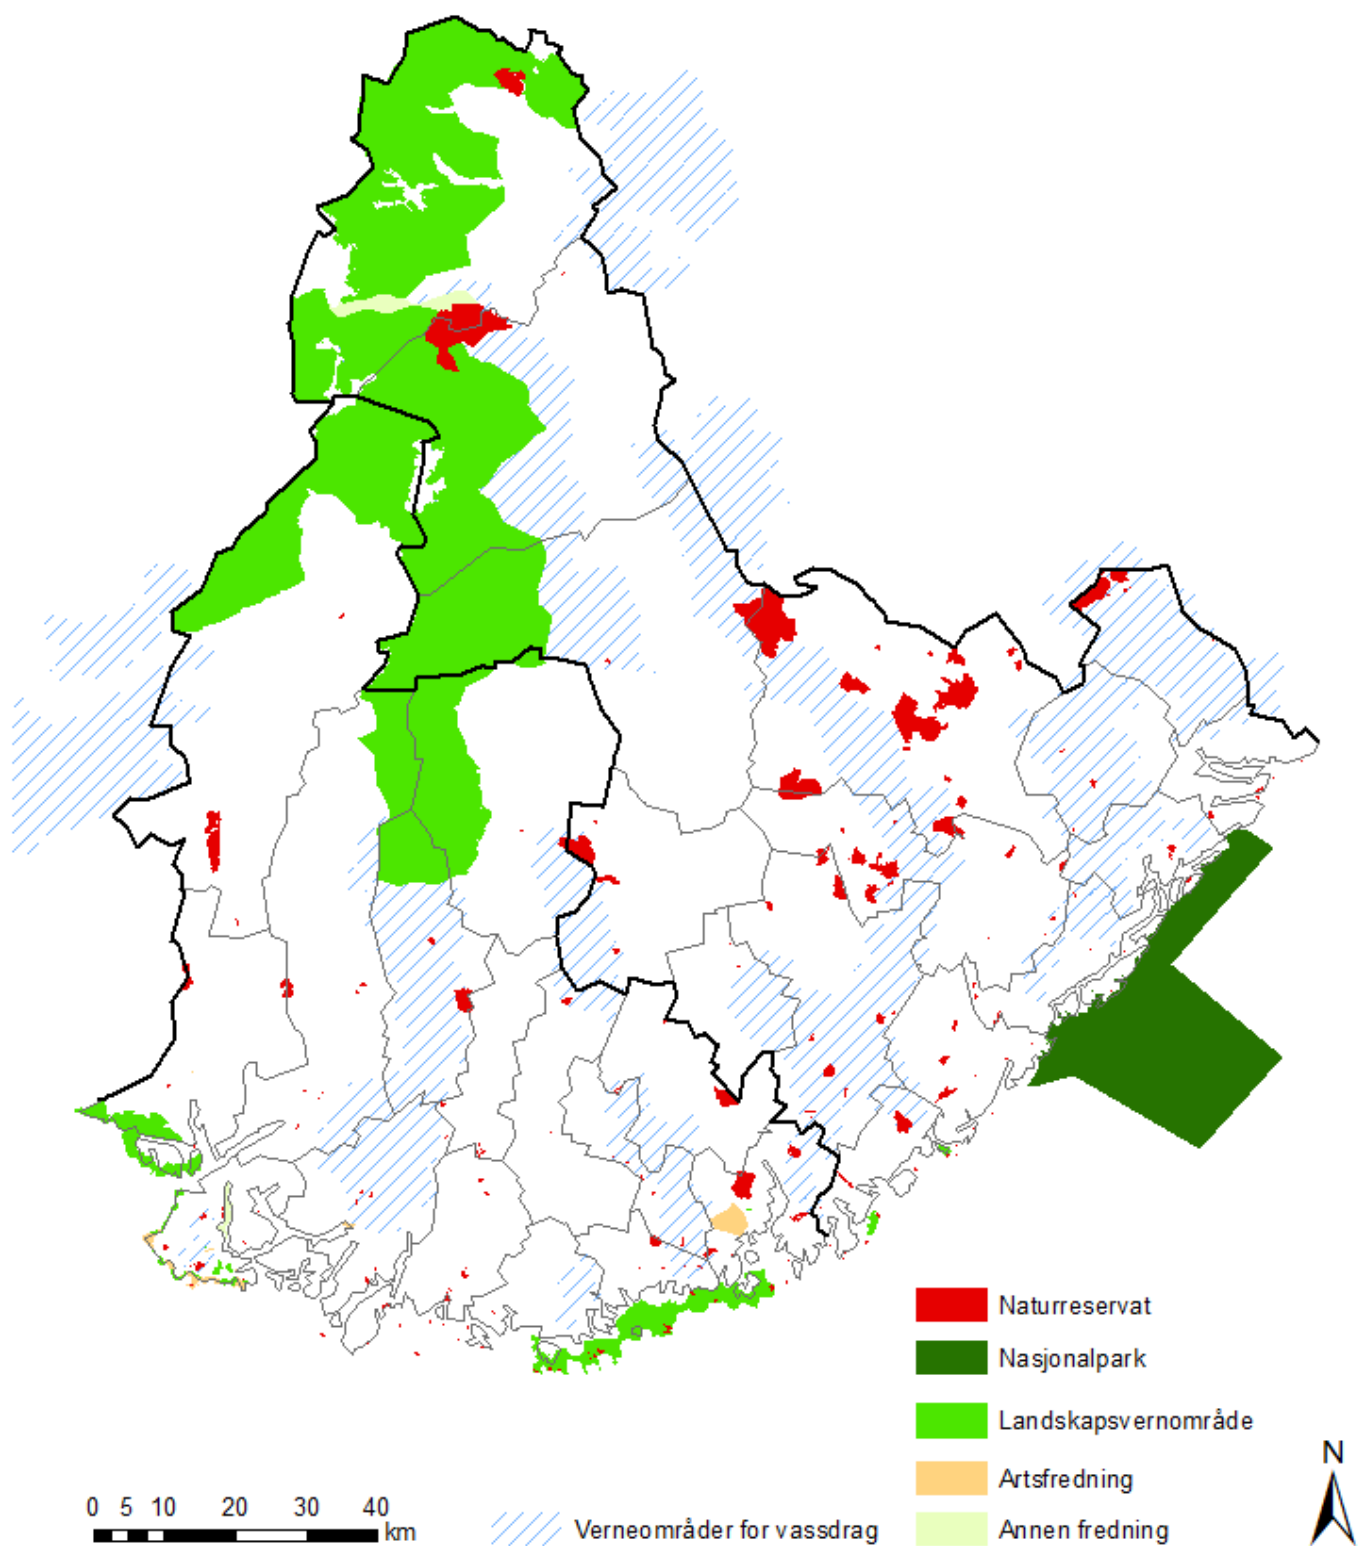 Naturreservat
Nasjonalpark
Landskapsvernområde
Artsfredning
Annen fredning
Verneområder for vassdrag
0 5 10 20 30 40
km
N